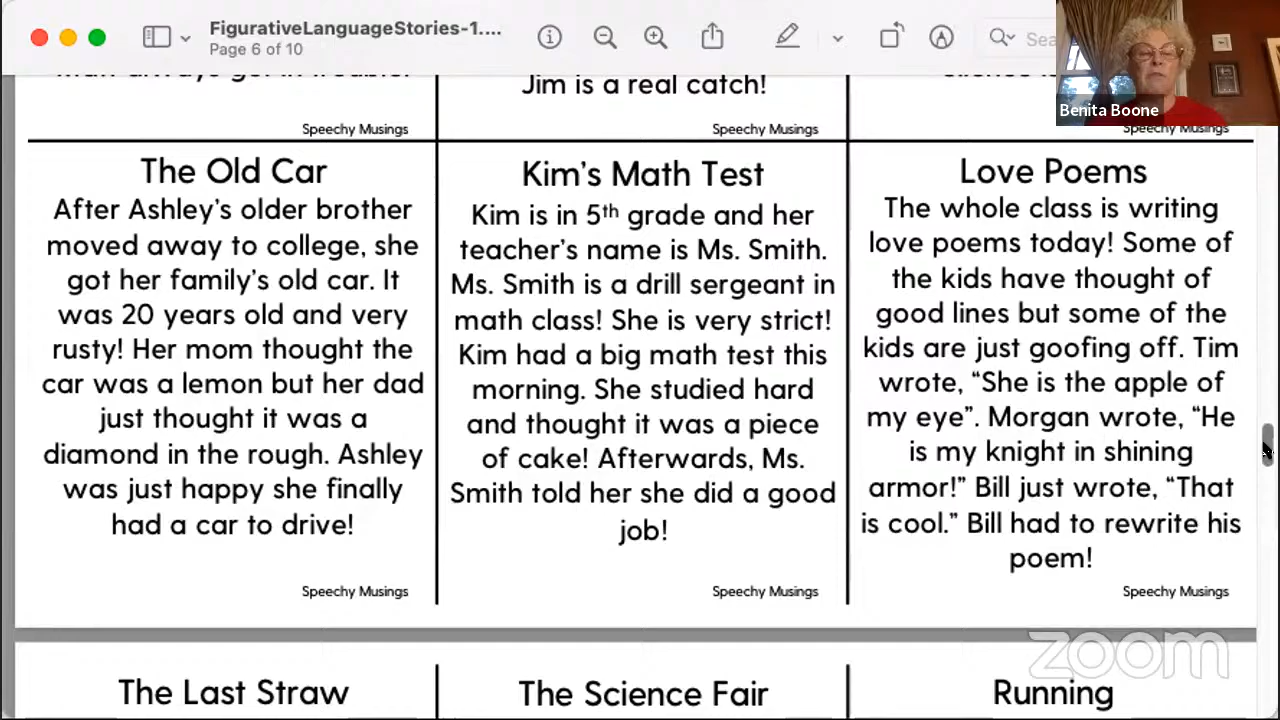 FigurativeLanguageStories-1....
Page 6 of 10
Sea
Benita Boone
Jim is a real catch!
Speechy Musings
Speechy Musings
Speechy Musings
The Old Car
After Ashley's older brother
moved away to college, she
got her family's old car. It
was 20 years old and very
rusty! Her mom thought the
car was a lemon but her dad
just thought it was a
diamond in the rough. Ashley
was just happy she finally
had a car to drive!
Speechy Musings
Kim's Math Test
Kim is in 5th grade and her
teacher's name is Ms. Smith.
Ms. Smith is a drill sergeant in
math class! She is very strict!
Kim had a big math test this
morning. She studied hard
and thought it was a piece
of cake! Afterwards, Ms.
Smith told her she did a good
job!
Speechy Musings
Love Poems
The whole class is writing
love poems today! Some of
the kids have thought of
good lines but some of the
kids are just goofing off. Tim
wrote, "She is the apple of
my eye". Morgan wrote, "He
is my knight in shining
armor!" Bill just wrote, "That
is cool." Bill had to rewrite his
poem!
Speechy Musings
zoom
The Last Straw
The Science Fair
Running